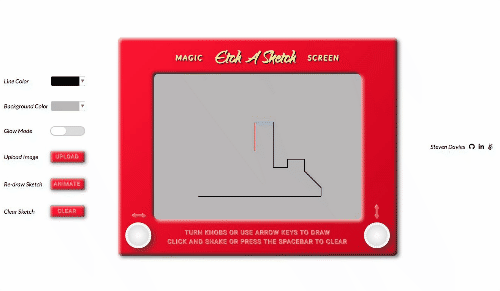 MAGIC Etch A Sketch SCREEN
Line Color
Background Color
Glow Mode
Upload Image UPLOAD
Re-draw Sketch ANIMATE
Clear Sketch CLEAR
Steven Davies
TURN KNOBS OR USE ARROW KEYS TO DRAW
CLICK AND SHAKE OR PRESS THE SPACEBAR TO CLEAR